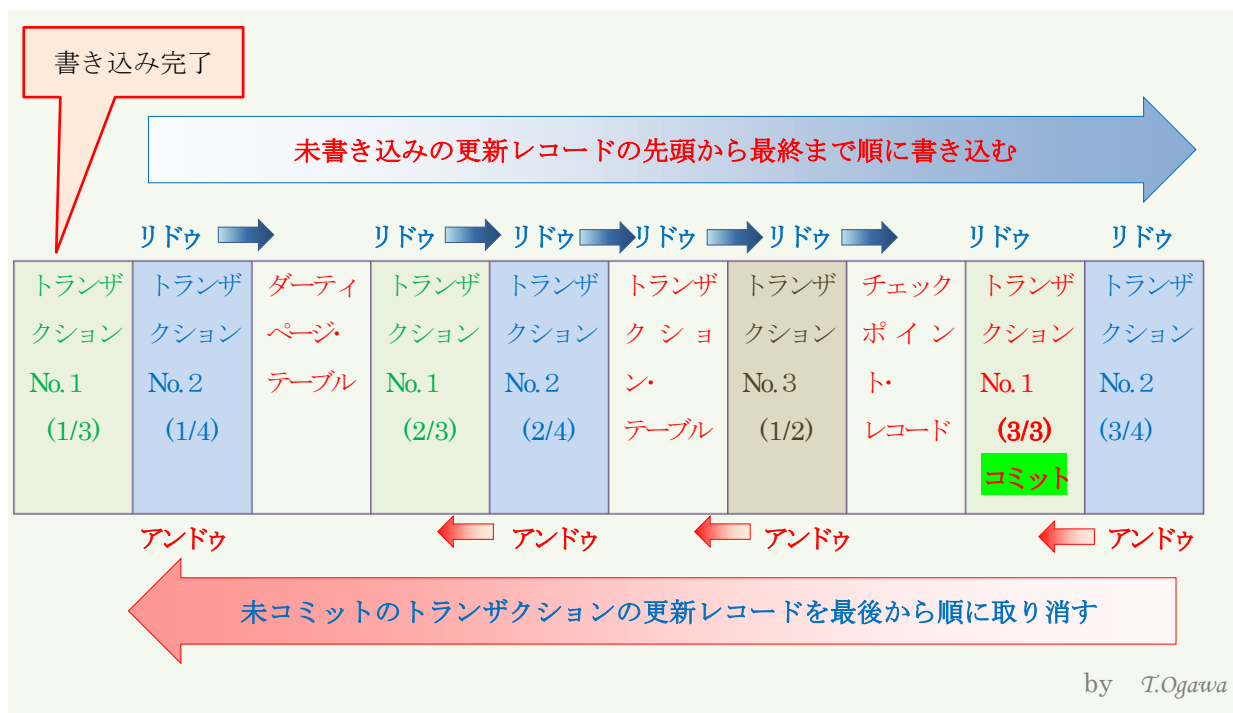 書き込み完了
未書き込みの更新レコードの先頭から最終まで順に書き込む
リドゥ リドゥ リドゥ リドゥ リドゥ リドゥ リドゥ
トランザ
クション
No.1
(1/3)
トランザ
クション
No.2
(1/4)
ダーティ
ページ・
テーブル
トランザ
クション
No.1
(2/3)
トランザ
クション
No.2
(2/4)
トランザ
クショ
ン・
テーブル
トランザ
クション
No.3
(1/2)
チェック
ポイン
ト・
レコード
トランザ
クション
No.1
(3/3)
コミット
トランザ
クション
No.2
(3/4)
アンドゥ アンドゥ アンドゥ アンドゥ
未コミットのトランザクションの更新レコードを最後から順に取り消す
by T.Ogawa